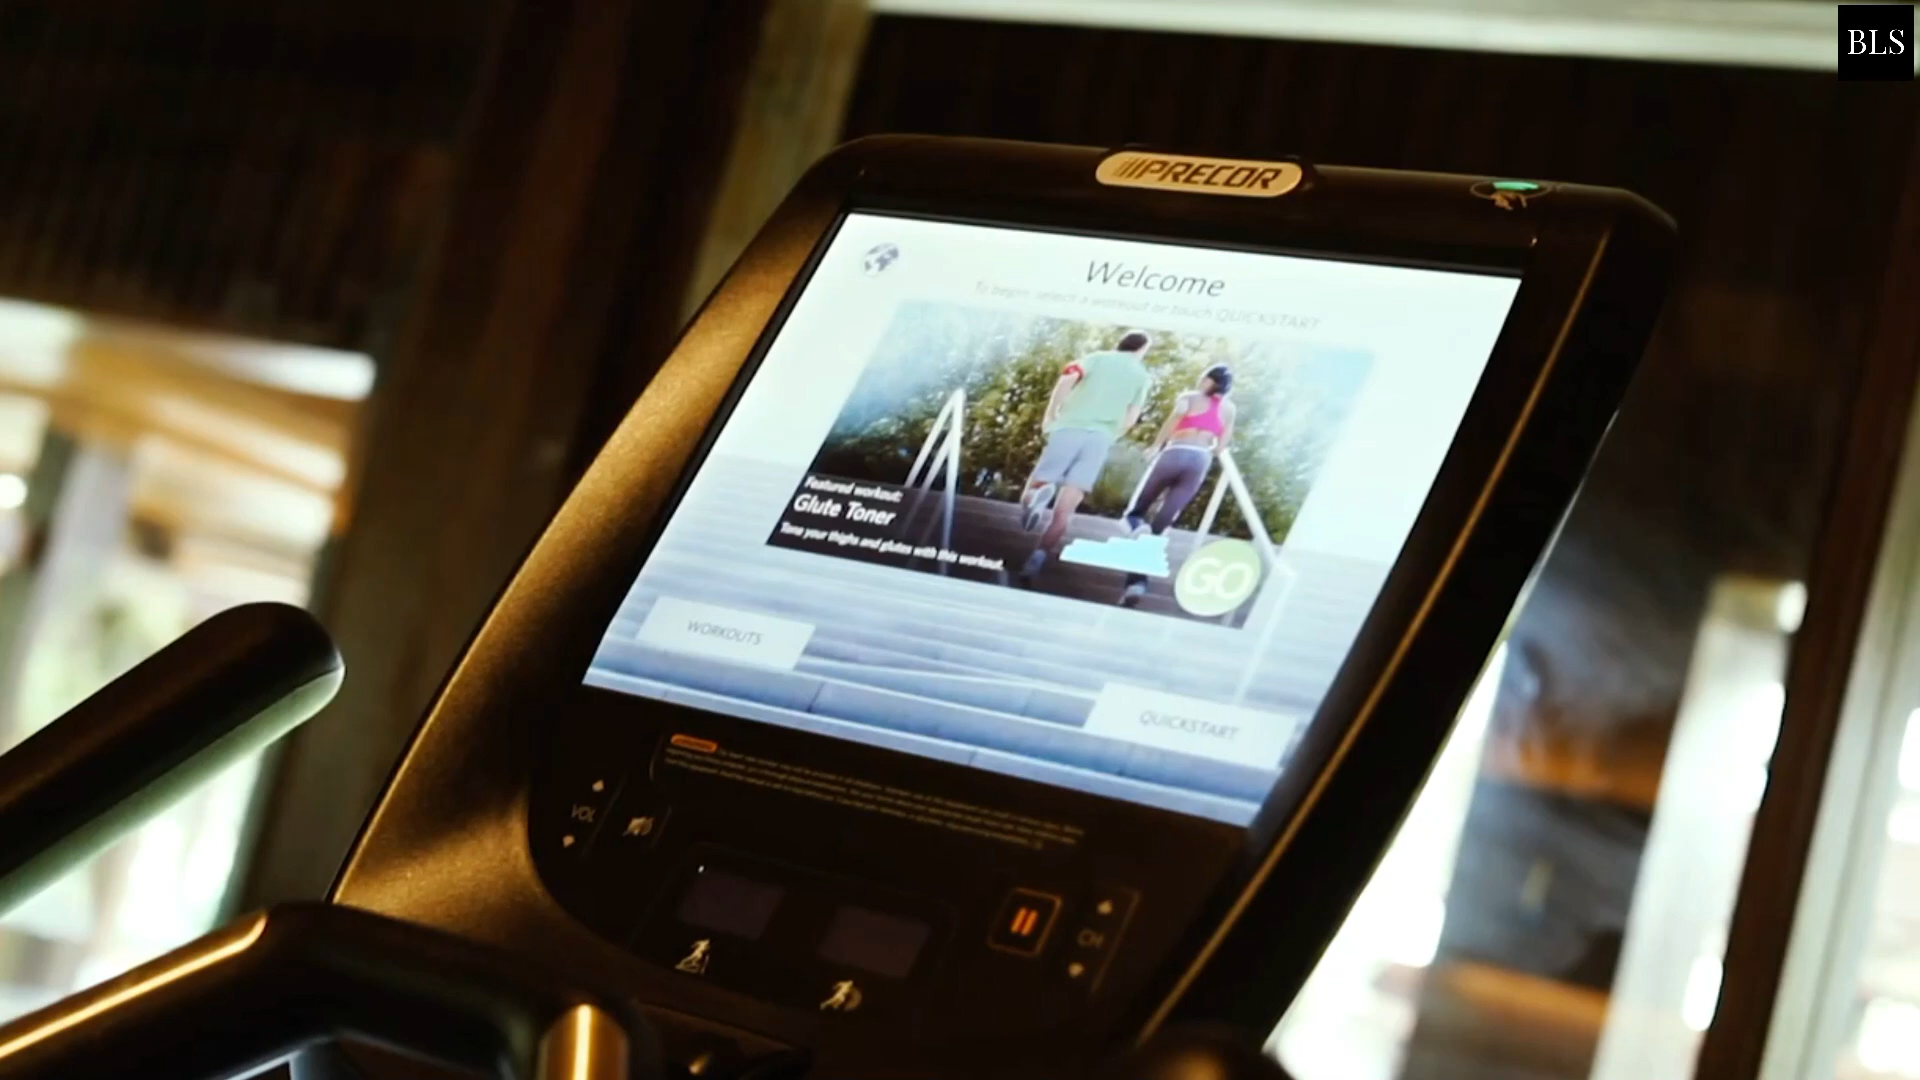 BLS
PRECOR
Welcome
To begin select a workout or touch QUICKSTART
Featured workout:
Glute Toner
Tone your thighs and glutes with this workout.
GO
WORKOUTS
QUICKSTART
VOL
CH